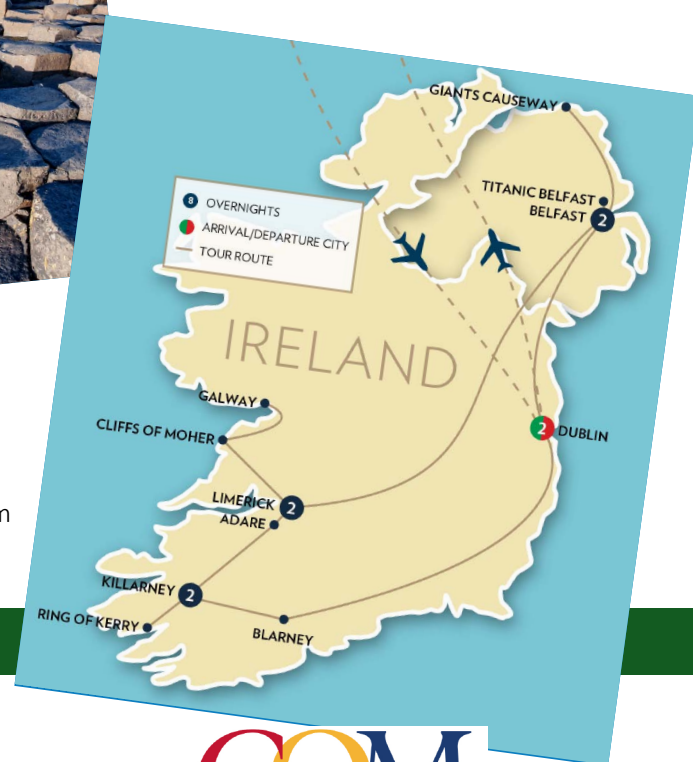 GIANTS CAUSEWAY
TITANIC BELFAST
BELFAST 2
8 OVERNIGHTS
ARRIVAL/DEPARTURE CITY
TOUR ROUTE
IRELAND
GALWAY
CLIFFS OF MOHER
2 DUBLIN
LIMERICK 2
ADARE
KILLARNEY 2
RING OF KERRY
BLARNEY
COM